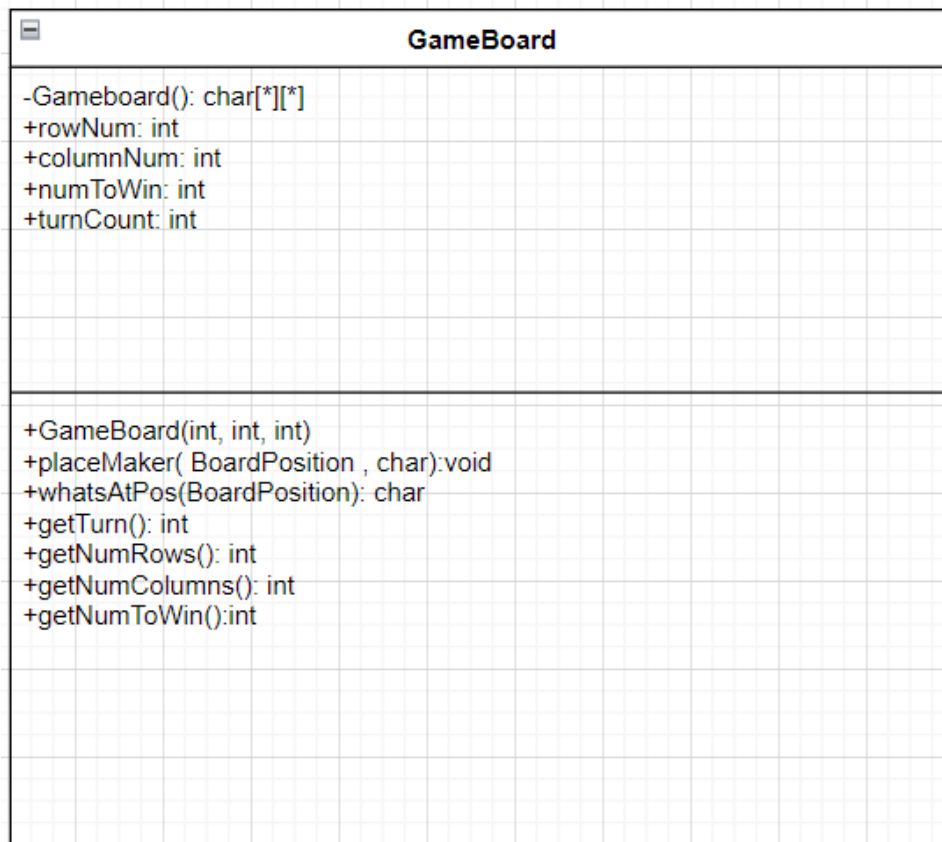 GameBoard
-Gameboard(): char[*][*]
+rowNum: int
+columnNum: int
+numToWin: int
+turnCount: int
+GameBoard(int, int, int)
+placeMaker( BoardPosition , char):void
+whatsAtPos(BoardPosition): char
+getTurn(): int
+getNumRows(): int
+getNumColumns(): int
+getNumToWin():int